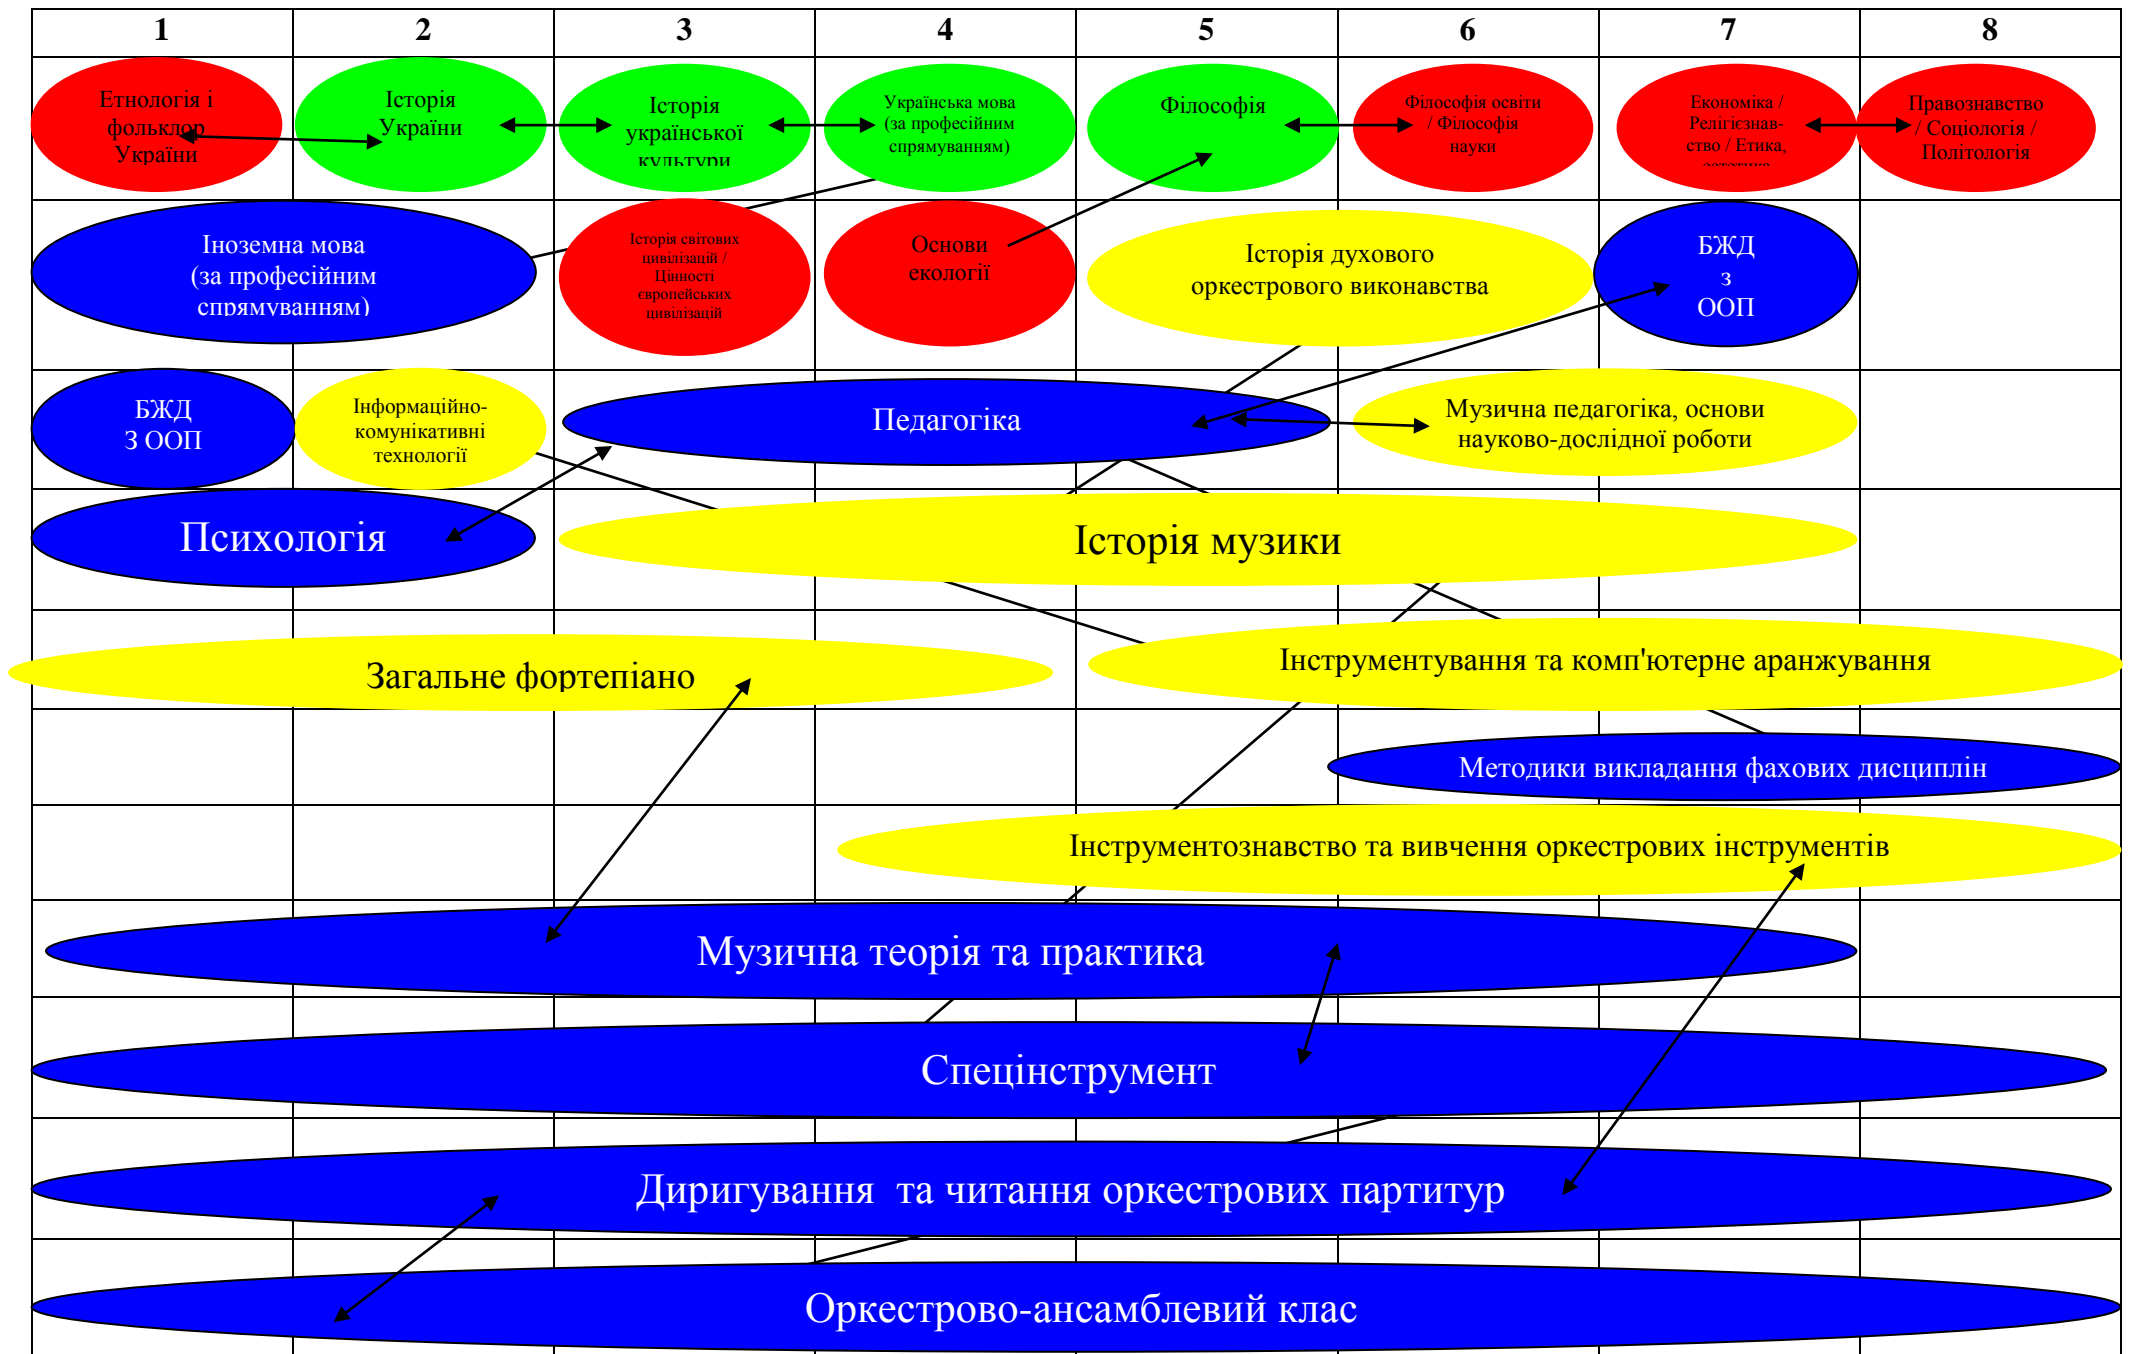 1 2 3 4 5 6 7 8
Етнологія і
фольклор
України
Історія
України
Історія
української
культури
Українська мова
(за професійним
спрямуванням)
Філософія
Філософія освіти
/ Філософія
науки
Економіка /
Релігієзнав-
ство / Етика,
Правознавство
/ Соціологія /
Політологія
Іноземна мова
(за професійним
спрямуванням)
Історія світових
цивілізацій /
Цінності
європейських
цивілізацій
Основи
екології
Історія духового
оркестрового виконавства
БЖД
з
ООП
БЖД
З ООП
Інформаційно-
комунікативні
технології
Педагогіка
Музична педагогіка, основи
науково-дослідної роботи
Психологія
Історія музики
Загальне фортепіано
Інструментування та комп'ютерне аранжування
Методики викладання фахових дисциплін
Інструментознавство та вивчення оркестрових інструментів
Музична теорія та практика
Спецінструмент
Диригування та читання оркестрових партитур
Оркестрово-ансамблевий клас